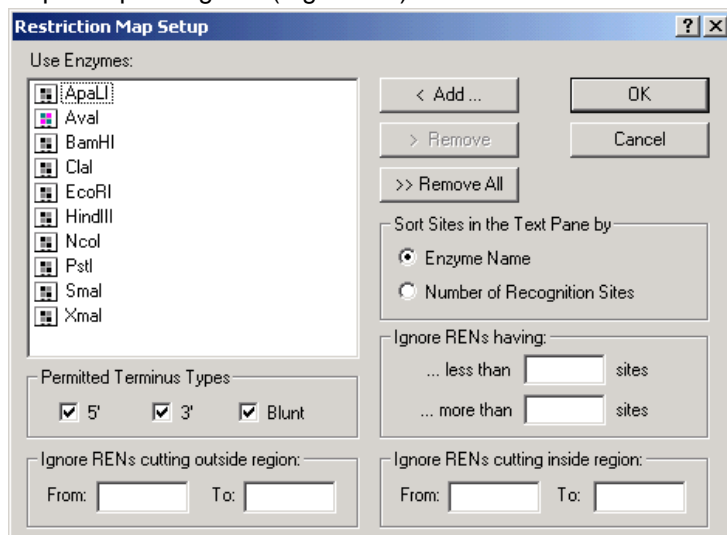 Restriction Map Setup
Use Enzymes:
ApaLI
AvaI
BamHI
ClaI
EcoRI
HindIII
NcoI
PstI
SmaI
XmaI
< Add ...
OK
> Remove
Cancel
>> Remove All
Sort Sites in the Text Pane by
Enzyme Name
Number of Recognition Sites
Ignore RENs having:
... less than sites
... more than sites
Permitted Terminus Types
5' 3' Blunt
Ignore RENs cutting outside region:
From: To:
Ignore RENs cutting inside region:
From: To: